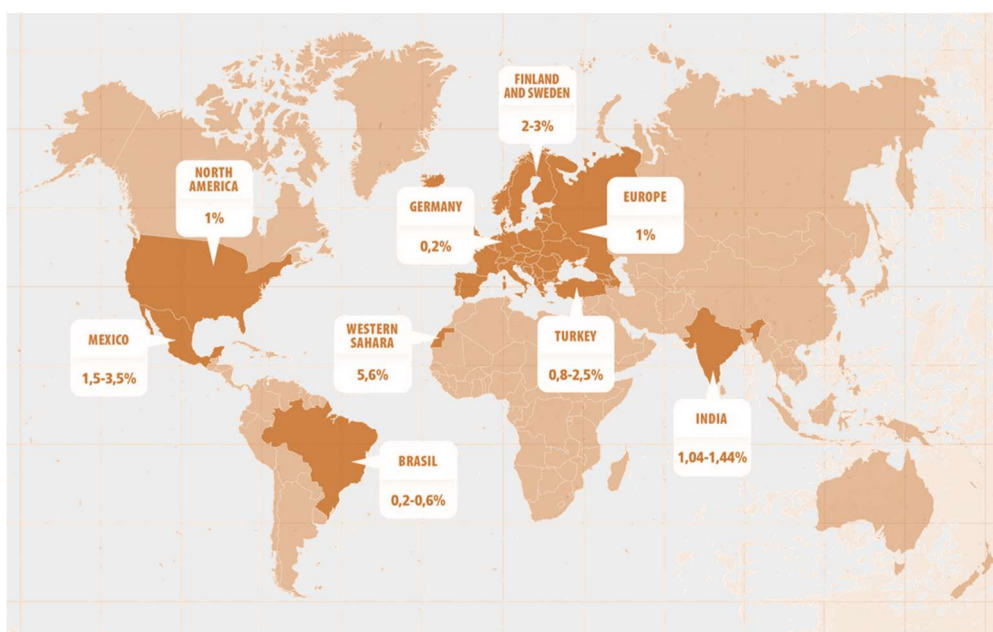 FINLAND
AND SWEDEN
2-3%
NORTH
AMERICA
1%
GERMANY
0,2%
EUROPE
1%
MEXICO
1,5-3,5%
WESTERN
SAHARA
5,6%
TURKEY
0,8-2,5%
INDIA
1,04-1,44%
BRASIL
0,2-0,6%